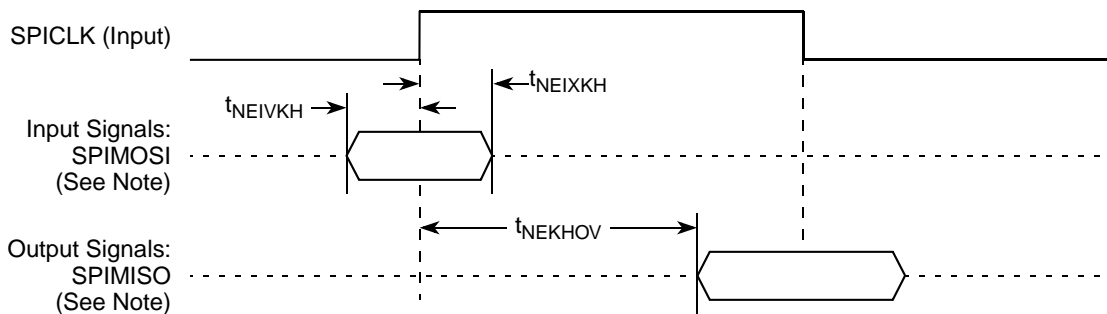 SPICLK (Input)
tNEIXKH
tNEIVKH
Input Signals:
SPIMOSI
(See Note)
tNEKHOV
Output Signals:
SPIMISO
(See Note)